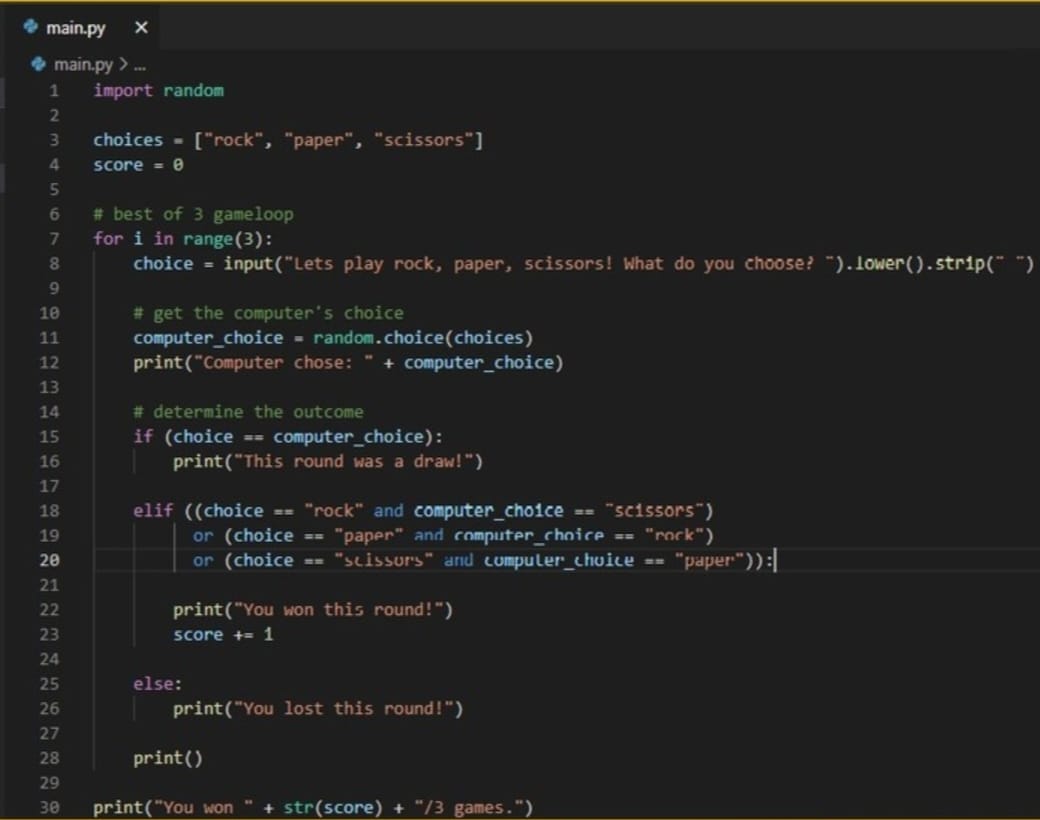 main.py ✕
main.py > ...
1 import random
2
3 choices = ["rock", "paper", "scissors"]
4 score = 0
5
6 # best of 3 gameloop
7 for i in range(3):
8     choice = input("Lets play rock, paper, scissors! What do you choose? ").lower().strip(" ")
9
10     # get the computer's choice
11     computer_choice = random.choice(choices)
12     print("Computer chose: " + computer_choice)
13
14     # determine the outcome
15     if (choice == computer_choice):
16         print("This round was a draw!")
17
18     elif ((choice == "rock" and computer_choice == "scissors")
19           or (choice == "paper" and computer_choice == "rock")
20           or (choice == "scissors" and computer_choice == "paper")):
21
22         print("You won this round!")
23         score += 1
24
25     else:
26         print("You lost this round!")
27
28     print()
29
30 print("You won " + str(score) + "/3 games.")